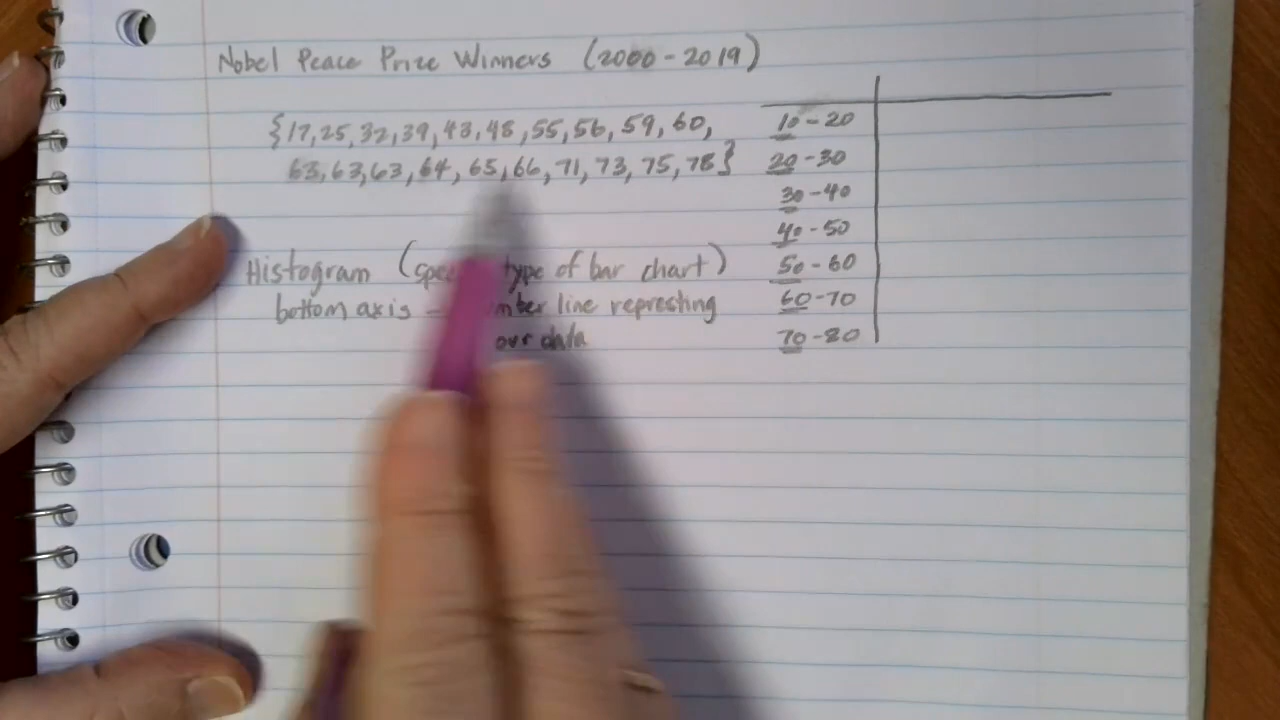 Nobel Peace Prize Winners (2000-2019)
{17,25,32,39,43,48,55,56,59,60,
63,63,63,64,65,66,71,73,75,78}
Histogram ( type of bar chart)
bottom axis line represting
our data
10-20
20-30
30-40
40-50
50-60
60-70
70-80